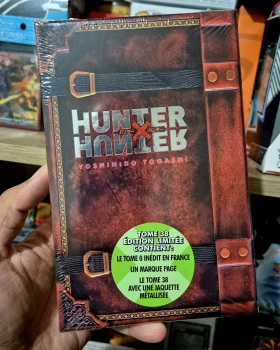 HUNTER
X
HUNTER
YOSHIHIRO TOGASHI
TOME 38
ÉDITION LIMITÉE
CONTIENT:
LE TOME 0 INÉDIT EN FRANCE
UN MARQUE PAGE
LE TOME 38
AVEC UNE JAQUETTE
MÉTALLISÉE